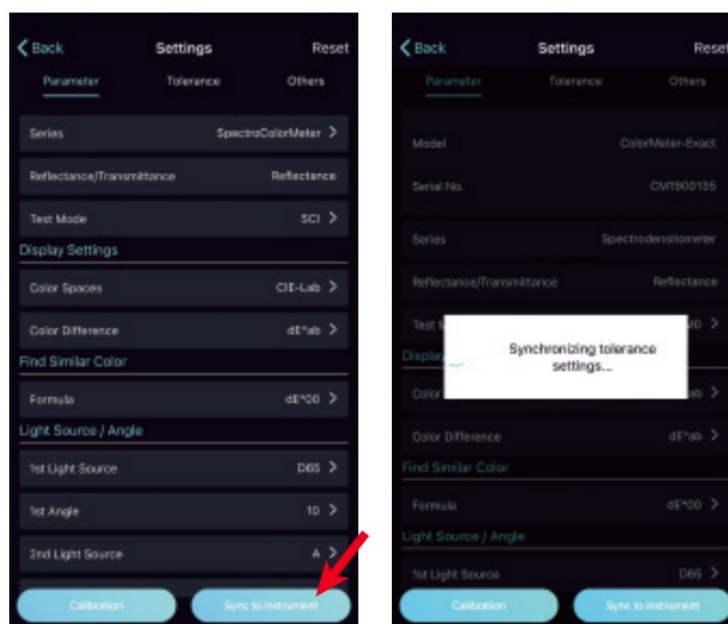 Back Settings Reset
Parameter Tolerance Others
Series SpectroColorMeter
Reflectance/Transmittance Reflectance
Test Mode SCI
Display Settings
Color Spaces CIE-Lab
Color Difference dE*ab
Find Similar Color
Formula dE*00
Light Source / Angle
1st Light Source D65
1st Angle 10
2nd Light Source A
Calibration Sync to Instrument
Back Settings Reset
Parameter Tolerance Others
Model ColorMeter-Exact
Serial No. CM1900135
Series Spectrodensitometer
Reflectance/Transmittance Reflectance
Synchronizing tolerance
settings...
Color Difference dE*ab
Find Similar Color
Formula dE*00
Light Source / Angle
1st Light Source D65
Calibration Sync to Instrument